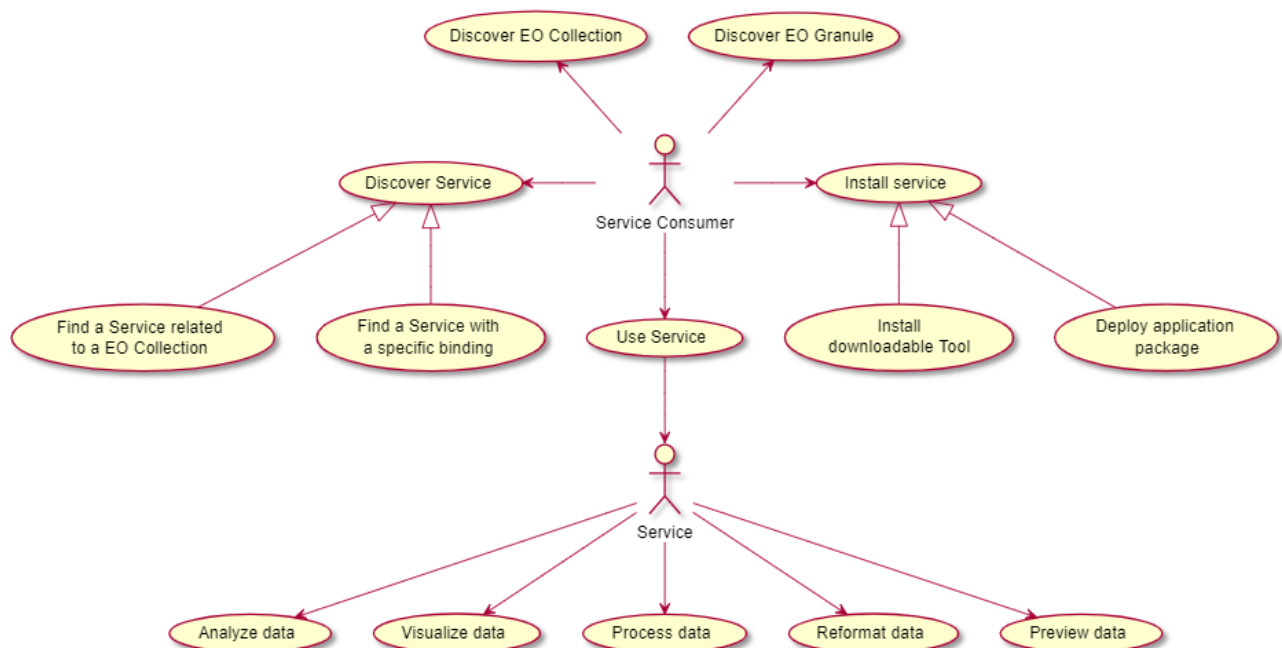 Discover EO Collection
Discover EO Granule
Discover Service
Install service
Service Consumer
Find a Service related
to a EO Collection
Find a Service with
a specific binding
Use Service
Install
downloadable Tool
Deploy application
package
Service
Analyze data
Visualize data
Process data
Reformat data
Preview data